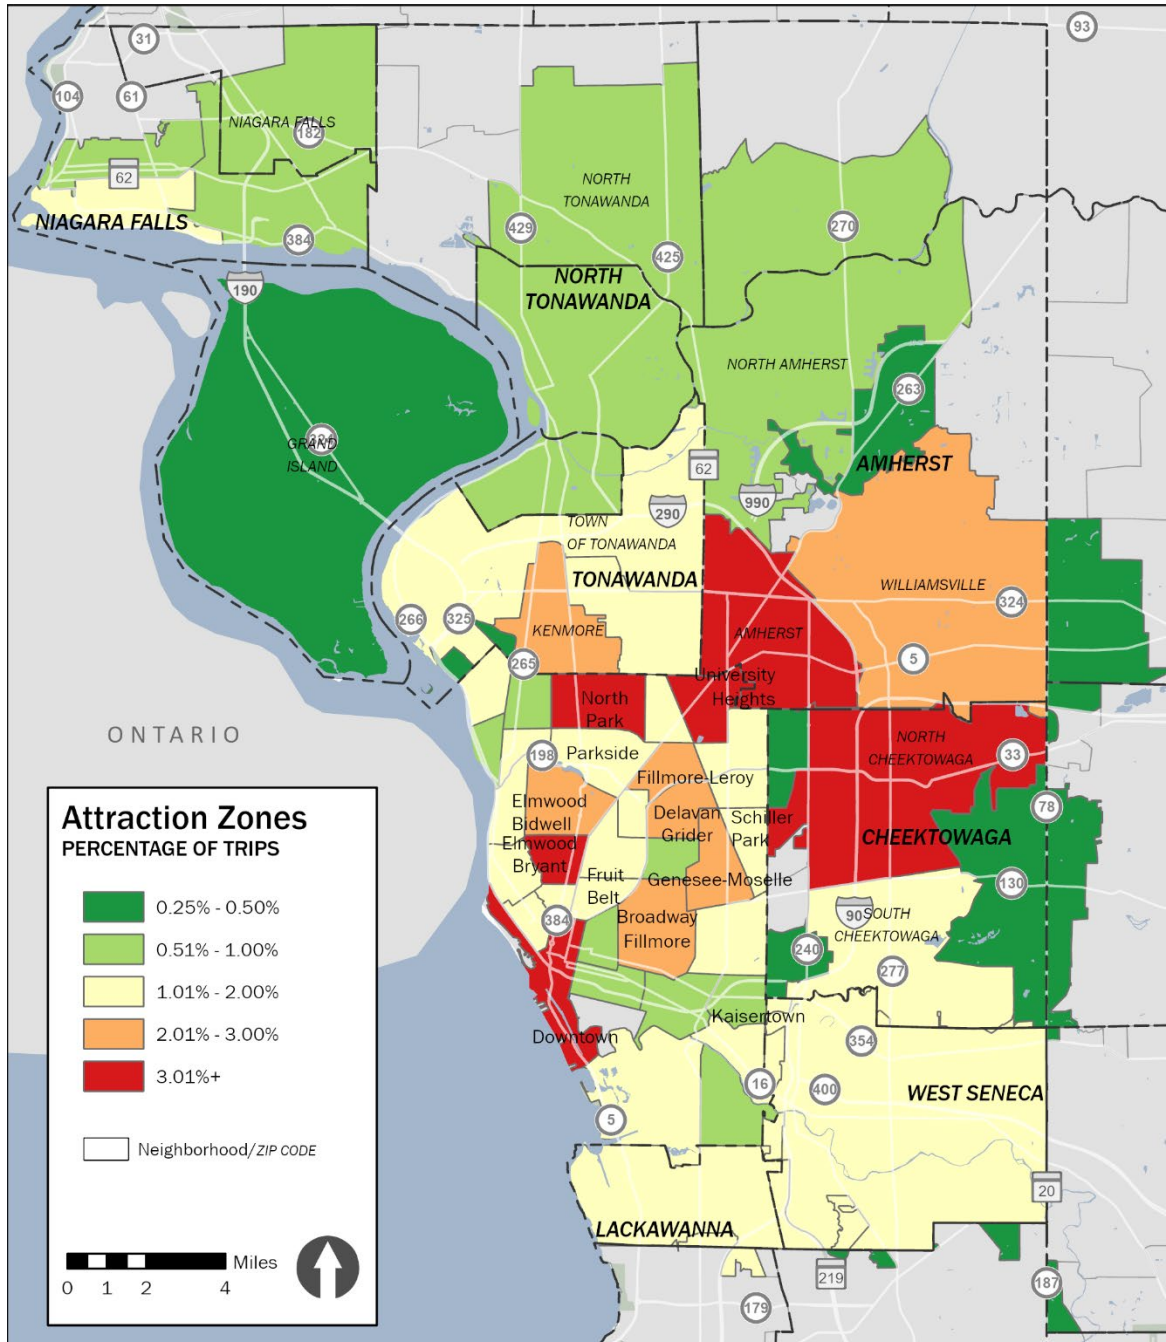 31
93
104
61
NIAGARA FALLS
182
62
NORTH
TONAWANDA
NIAGARA FALLS
429
270
384
425
190
NORTH
TONAWANDA
NORTH AMHERST
263
324
GRAND
ISLAND
AMHERST
62
990
290
TOWN
OF TONAWANDA
TONAWANDA
WILLIAMSVILLE
324
266
325
KENMORE
AMHERST
5
265
University
Heights
North
Park
ONTARIO
NORTH
CHEEKTOWAGA
33
198
Parkside
Fillmore-Leroy
78
Elmwood
Bidwell
Delavan
Grider
Schiller
Park
CHEEKTOWAGA
Elmwood
Bryant
Fruit
Belt
Genesee-Moselle
130
384
Broadway
Fillmore
90
SOUTH
CHEEKTOWAGA
240
277
Kaisertown
Downtown
354
16
400
WEST SENECA
5
20
LACKAWANNA
219
187
179
Attraction Zones
PERCENTAGE OF TRIPS
0.25% - 0.50%
0.51% - 1.00%
1.01% - 2.00%
2.01% - 3.00%
3.01%+
Neighborhood/ZIP CODE
Miles
0 1 2 4